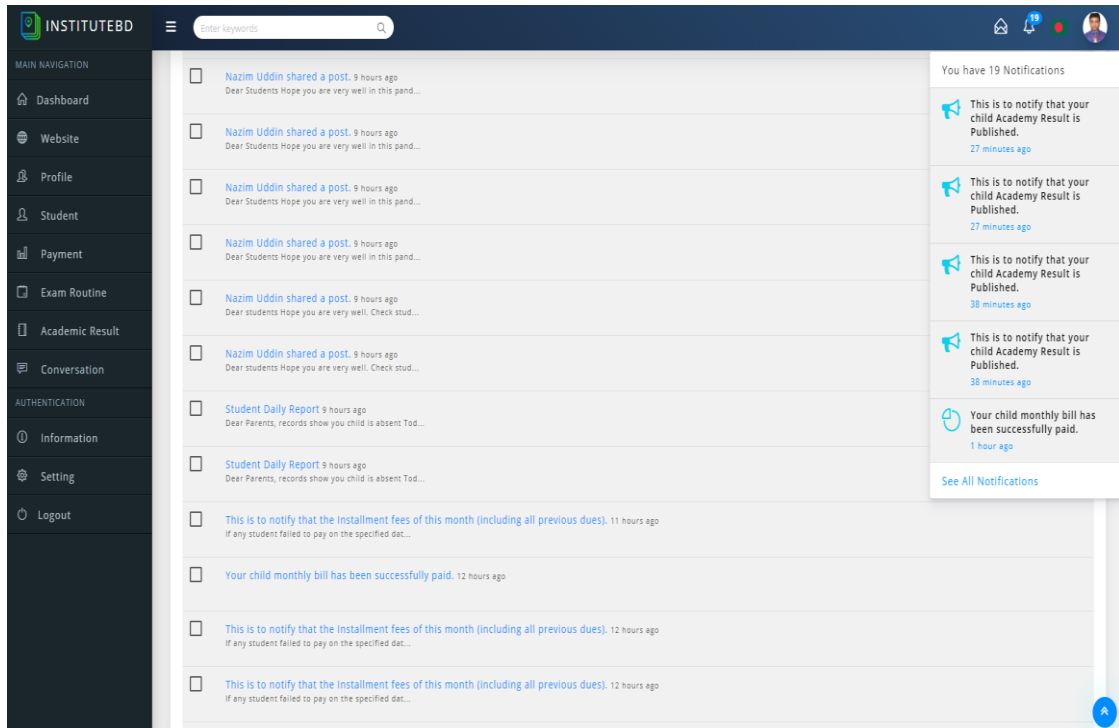 INSTITUTEBD
Enter keywords
19
MAIN NAVIGATION
Dashboard
Website
Profile
Student
Payment
Exam Routine
Academic Result
Conversation
AUTHENTICATION
Information
Setting
Logout
Nazim Uddin shared a post. 9 hours ago
Dear Students Hope you are very well in this pand...
Nazim Uddin shared a post. 9 hours ago
Dear Students Hope you are very well in this pand...
Nazim Uddin shared a post. 9 hours ago
Dear Students Hope you are very well in this pand...
Nazim Uddin shared a post. 9 hours ago
Dear Students Hope you are very well in this pand...
Nazim Uddin shared a post. 9 hours ago
Dear students Hope you are very well. Check stud...
Nazim Uddin shared a post. 9 hours ago
Dear students Hope you are very well. Check stud...
Student Daily Report 9 hours ago
Dear Parents, records show you child is absent Tod...
Student Daily Report 9 hours ago
Dear Parents, records show you child is absent Tod...
This is to notify that the Installment fees of this month (including all previous dues). 11 hours ago
If any student failed to pay on the specified dat...
Your child monthly bill has been successfully paid. 12 hours ago
This is to notify that the Installment fees of this month (including all previous dues). 12 hours ago
If any student failed to pay on the specified dat...
This is to notify that the Installment fees of this month (including all previous dues). 12 hours ago
If any student failed to pay on the specified dat...
You have 19 Notifications
This is to notify that your
child Academy Result is
Published.
27 minutes ago
This is to notify that your
child Academy Result is
Published.
27 minutes ago
This is to notify that your
child Academy Result is
Published.
38 minutes ago
This is to notify that your
child Academy Result is
Published.
38 minutes ago
Your child monthly bill has
been successfully paid.
1 hour ago
See All Notifications